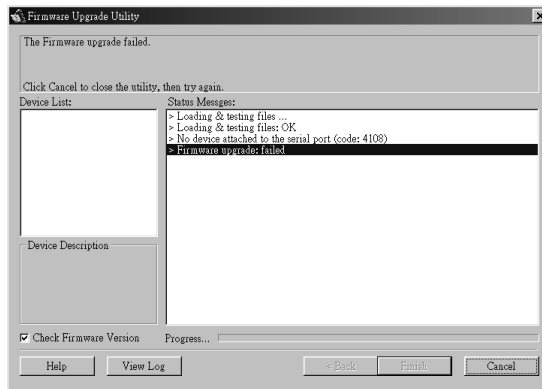 Firmware Upgrade Utility
The Firmware upgrade failed.
Click Cancel to close the utility, then try again.
Device List:
Status Messges:
> Loading & testing files ...
> Loading & testing files: OK
> No device attached to the serial port (code: 4108)
> Firmware upgrade: failed
Device Description
Check Firmware Version
Progress...
Help
View Log
< Back
Finish
Cancel